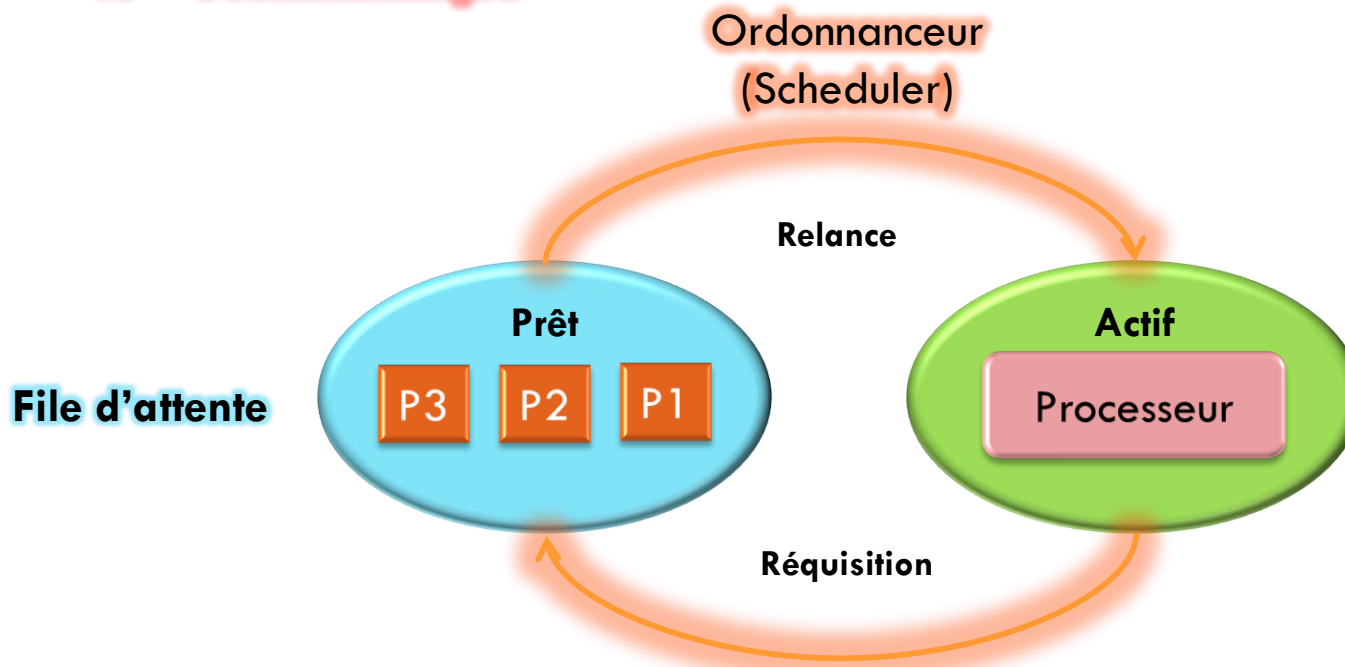 Ordonnanceur
(Scheduler)
Relance
Prêt
Actif
File d'attente
P3 P2 P1
Processeur
Réquisition